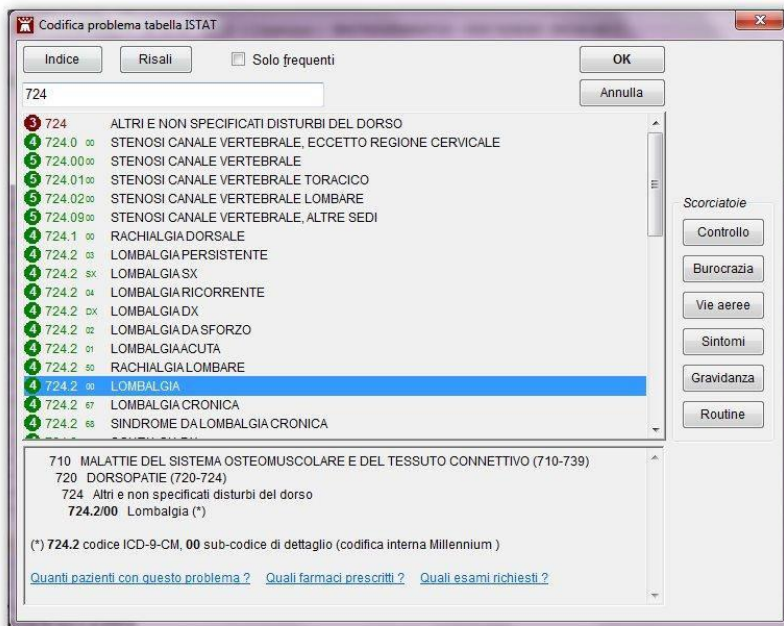 Codifica problema tabella ISTAT
Indice Risali Solo frequenti OK
724 Annulla
3 724 ALTRI E NON SPECIFICATI DISTURBI DEL DORSO
4 724.0 00 STENOSI CANALE VERTEBRALE, ECCETTO REGIONE CERVICALE
5 724.00 00 STENOSI CANALE VERTEBRALE
5 724.01 00 STENOSI CANALE VERTEBRALE TORACICO
5 724.02 00 STENOSI CANALE VERTEBRALE LOMBARE
5 724.09 00 STENOSI CANALE VERTEBRALE, ALTRE SEDI
4 724.1 00 RACHIALGIA DORSALE
4 724.2 03 LOMBALGIA PERSISTENTE
4 724.2 SX LOMBALGIA SX
4 724.2 04 LOMBALGIA RICORRENTE
4 724.2 DX LOMBALGIA DX
4 724.2 02 LOMBALGIA DA SFORZO
4 724.2 01 LOMBALGIA ACUTA
4 724.2 50 RACHIALGIA LOMBARE
4 724.2 00 LOMBALGIA
4 724.2 67 LOMBALGIA CRONICA
4 724.2 68 SINDROME DA LOMBALGIA CRONICA
Scorciatoie
Controllo
Burocrazia
Vie aeree
Sintomi
Gravidanza
Routine
710 MALATTIE DEL SISTEMA OSTEOMUSCOLARE E DEL TESSUTO CONNETTIVO (710-739)
720 DORSOPATIE (720-724)
724 Altri e non specificati disturbi del dorso
724.2/00 Lombalgia (*)
(*) 724.2 codice ICD-9-CM, 00 sub-codice di dettaglio (codifica interna Millennium )
Quanti pazienti con questo problema ? Quali farmaci prescritti ? Quali esami richiesti ?